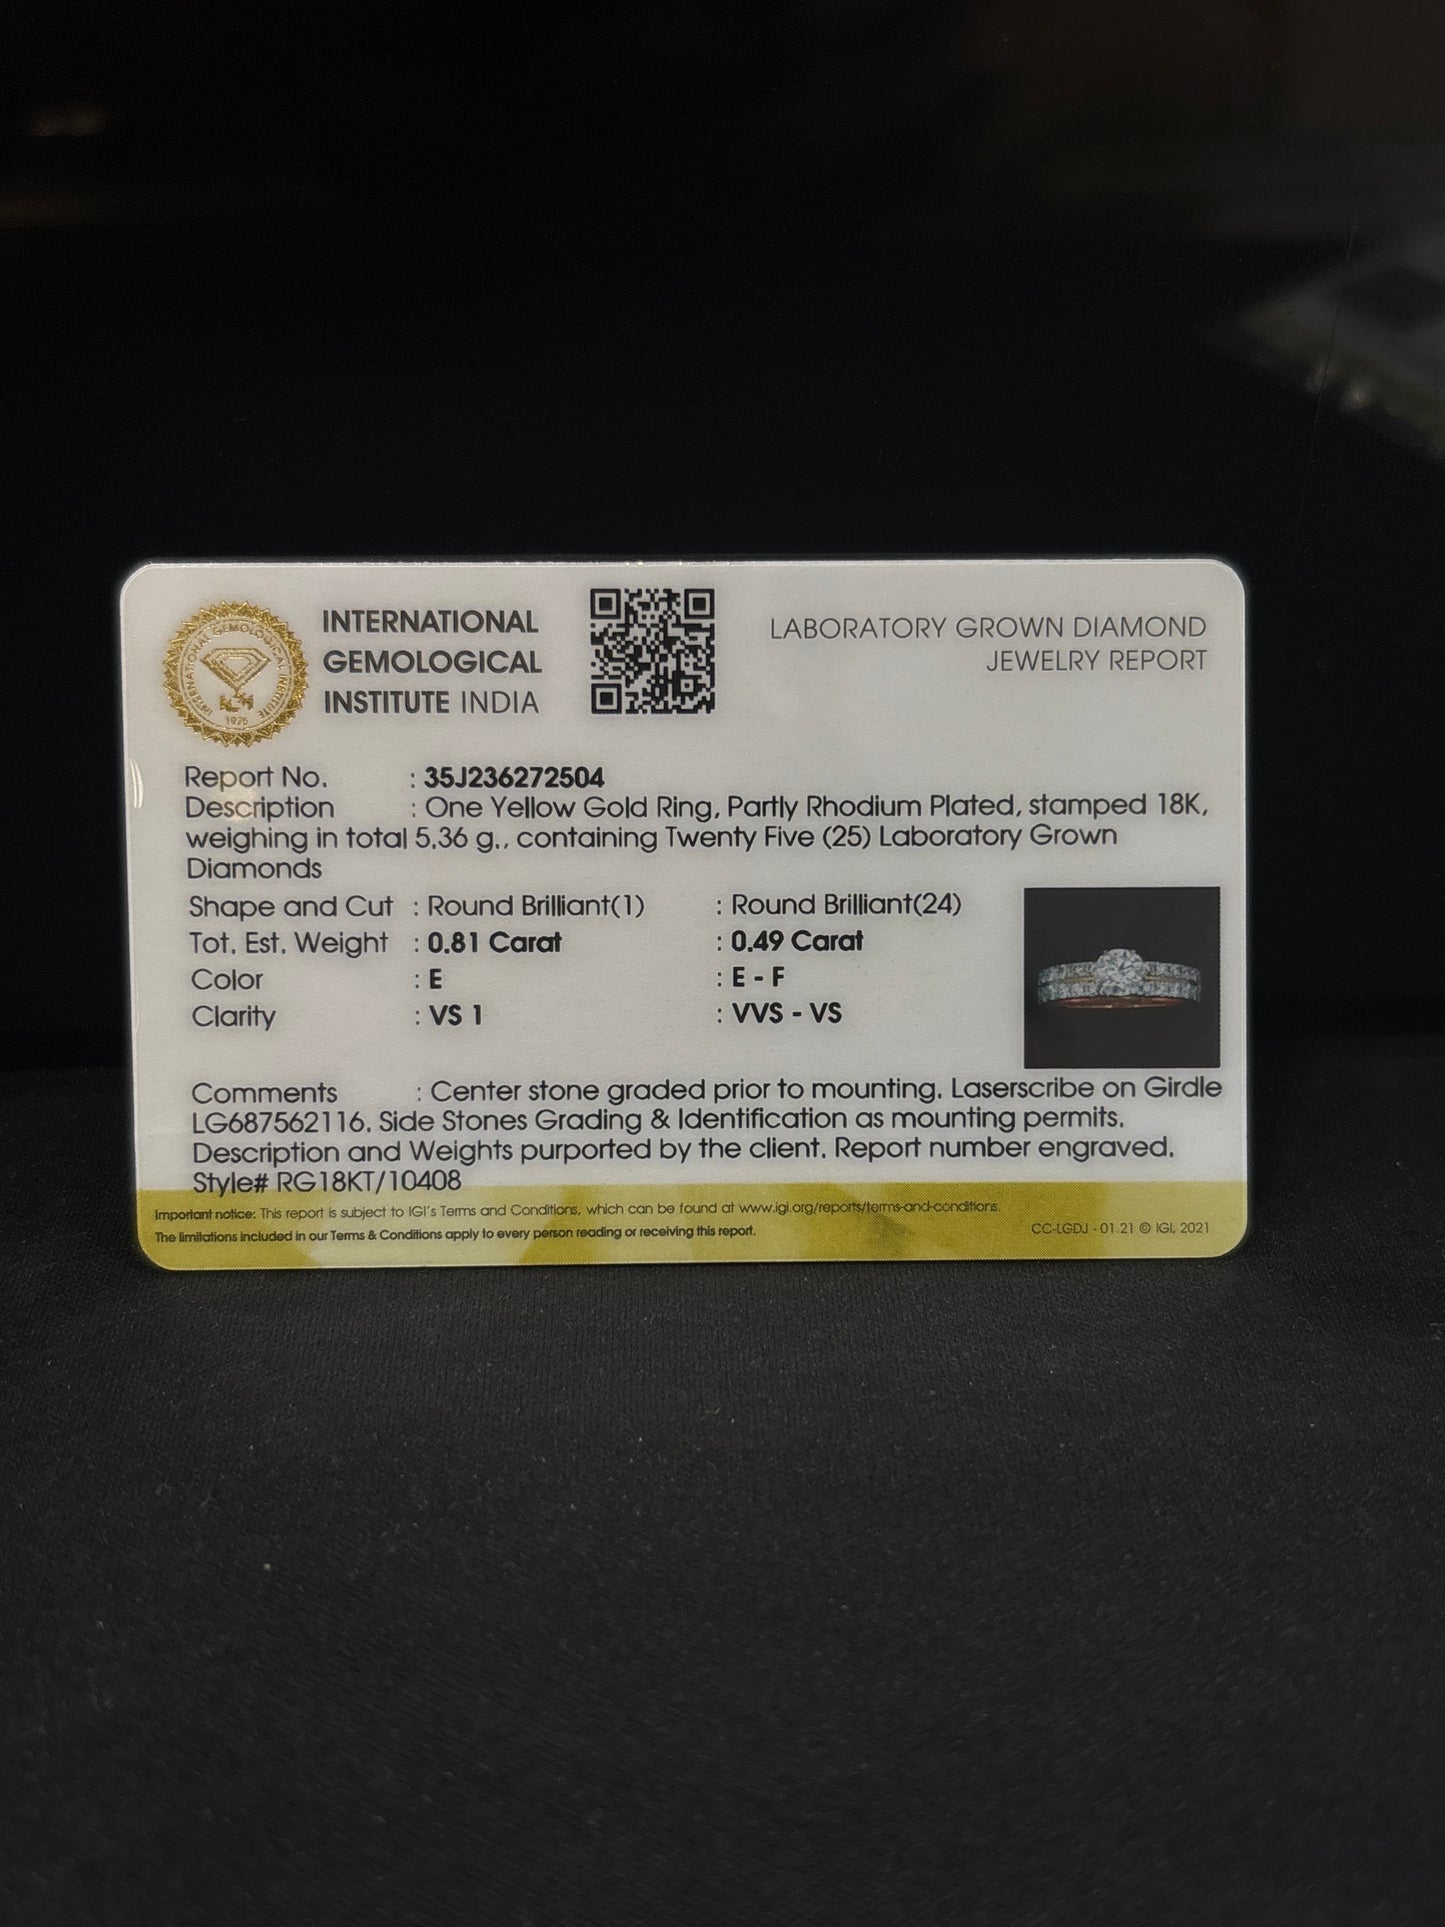 INTERNATIONAL
GEMOLOGICAL
INSTITUTE INDIA
INTERNATIONAL GEMOLOGICAL INSTITUTE
1975
LABORATORY GROWN DIAMOND
JEWELRY REPORT
Report No. : 35J236272504
Description : One Yellow Gold Ring, Partly Rhodium Plated, stamped 18K,
weighing in total 5.36 g., containing Twenty Five (25) Laboratory Grown
Diamonds
Shape and Cut : Round Brilliant(1) : Round Brilliant(24)
Tot. Est. Weight : 0.81 Carat : 0.49 Carat
Color : E : E - F
Clarity : VS 1 : VVS - VS
Comments : Center stone graded prior to mounting. Laserscribe on Girdle
LG687562116. Side Stones Grading & Identification as mounting permits.
Description and Weights purported by the client. Report number engraved.
Style# RG18KT/10408
Important notice: This report is subject to IGI's Terms and Conditions, which can be found at www.igi.org/reports/terms-and-conditions.
The limitations included in our Terms & Conditions apply to every person reading or receiving this report.
CC-LGDJ - 01.21 © IGI, 2021